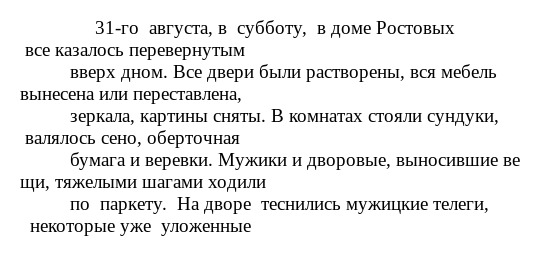 31-го августа, в субботу, в доме Ростовых
все казалось перевернутым
вверх дном. Все двери были растворены, вся мебель
вынесена или переставлена,
зеркала, картины сняты. В комнатах стояли сундуки,
валялось сено, оберточная
бумага и веревки. Мужики и дворовые, выносившие ве
щи, тяжелыми шагами ходили
по паркету. На дворе теснились мужицкие телеги,
некоторые уже уложенные